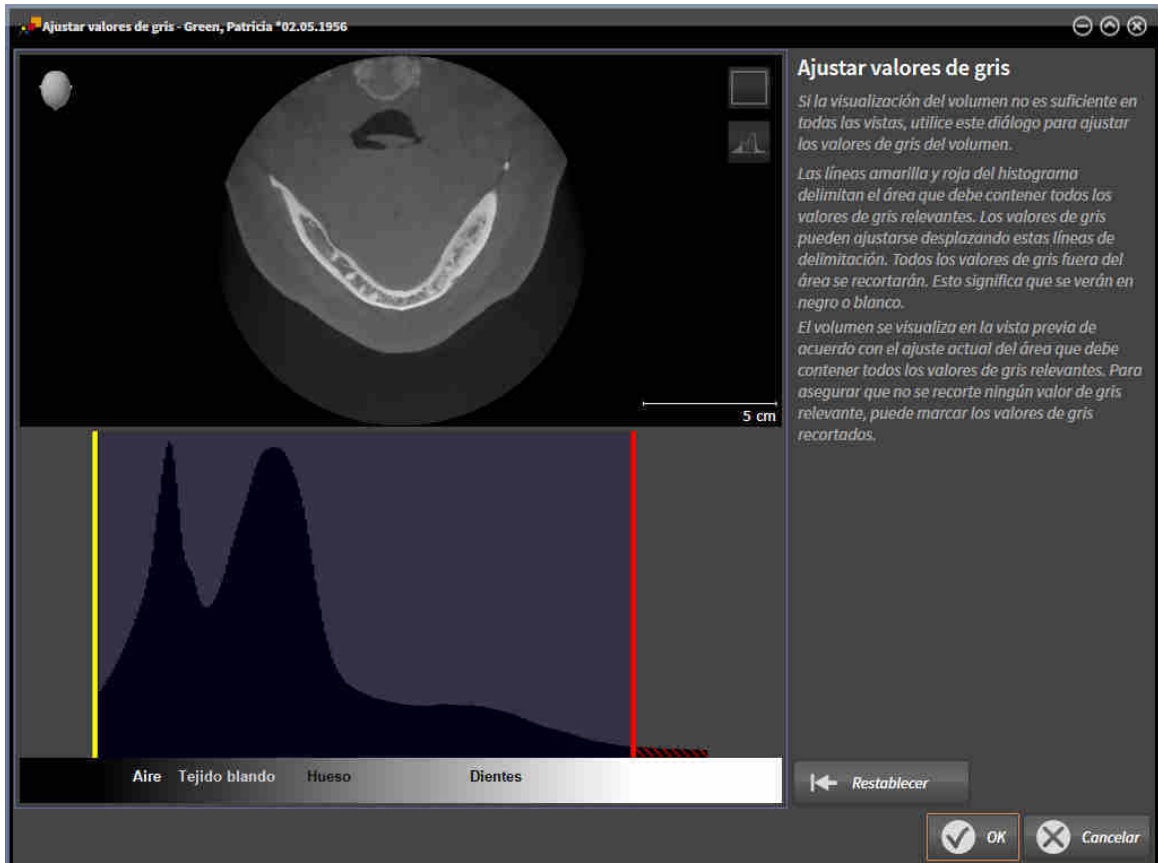 Ajustar valores de gris - Green, Patricia *02.05.1956
Ajustar valores de gris
Si la visualización del volumen no es suficiente en
todas las vistas, utilice este diálogo para ajustar
los valores de gris del volumen.
Las líneas amarilla y roja del histograma
delimitan el área que debe contener todos los
valores de gris relevantes. Los valores de gris
pueden ajustarse desplazando estas líneas de
delimitación. Todos los valores de gris fuera del
área se recortarán. Esto significa que se verán en
negro o blanco.
El volumen se visualiza en la vista previa de
acuerdo con el ajuste actual del área que debe
contener todos los valores de gris relevantes. Para
asegurar que no se recorte ningún valor de gris
relevante, puede marcar los valores de gris
recortados.
5 cm
Aire Tejido blando Hueso Dientes
Restablecer
OK Cancelar